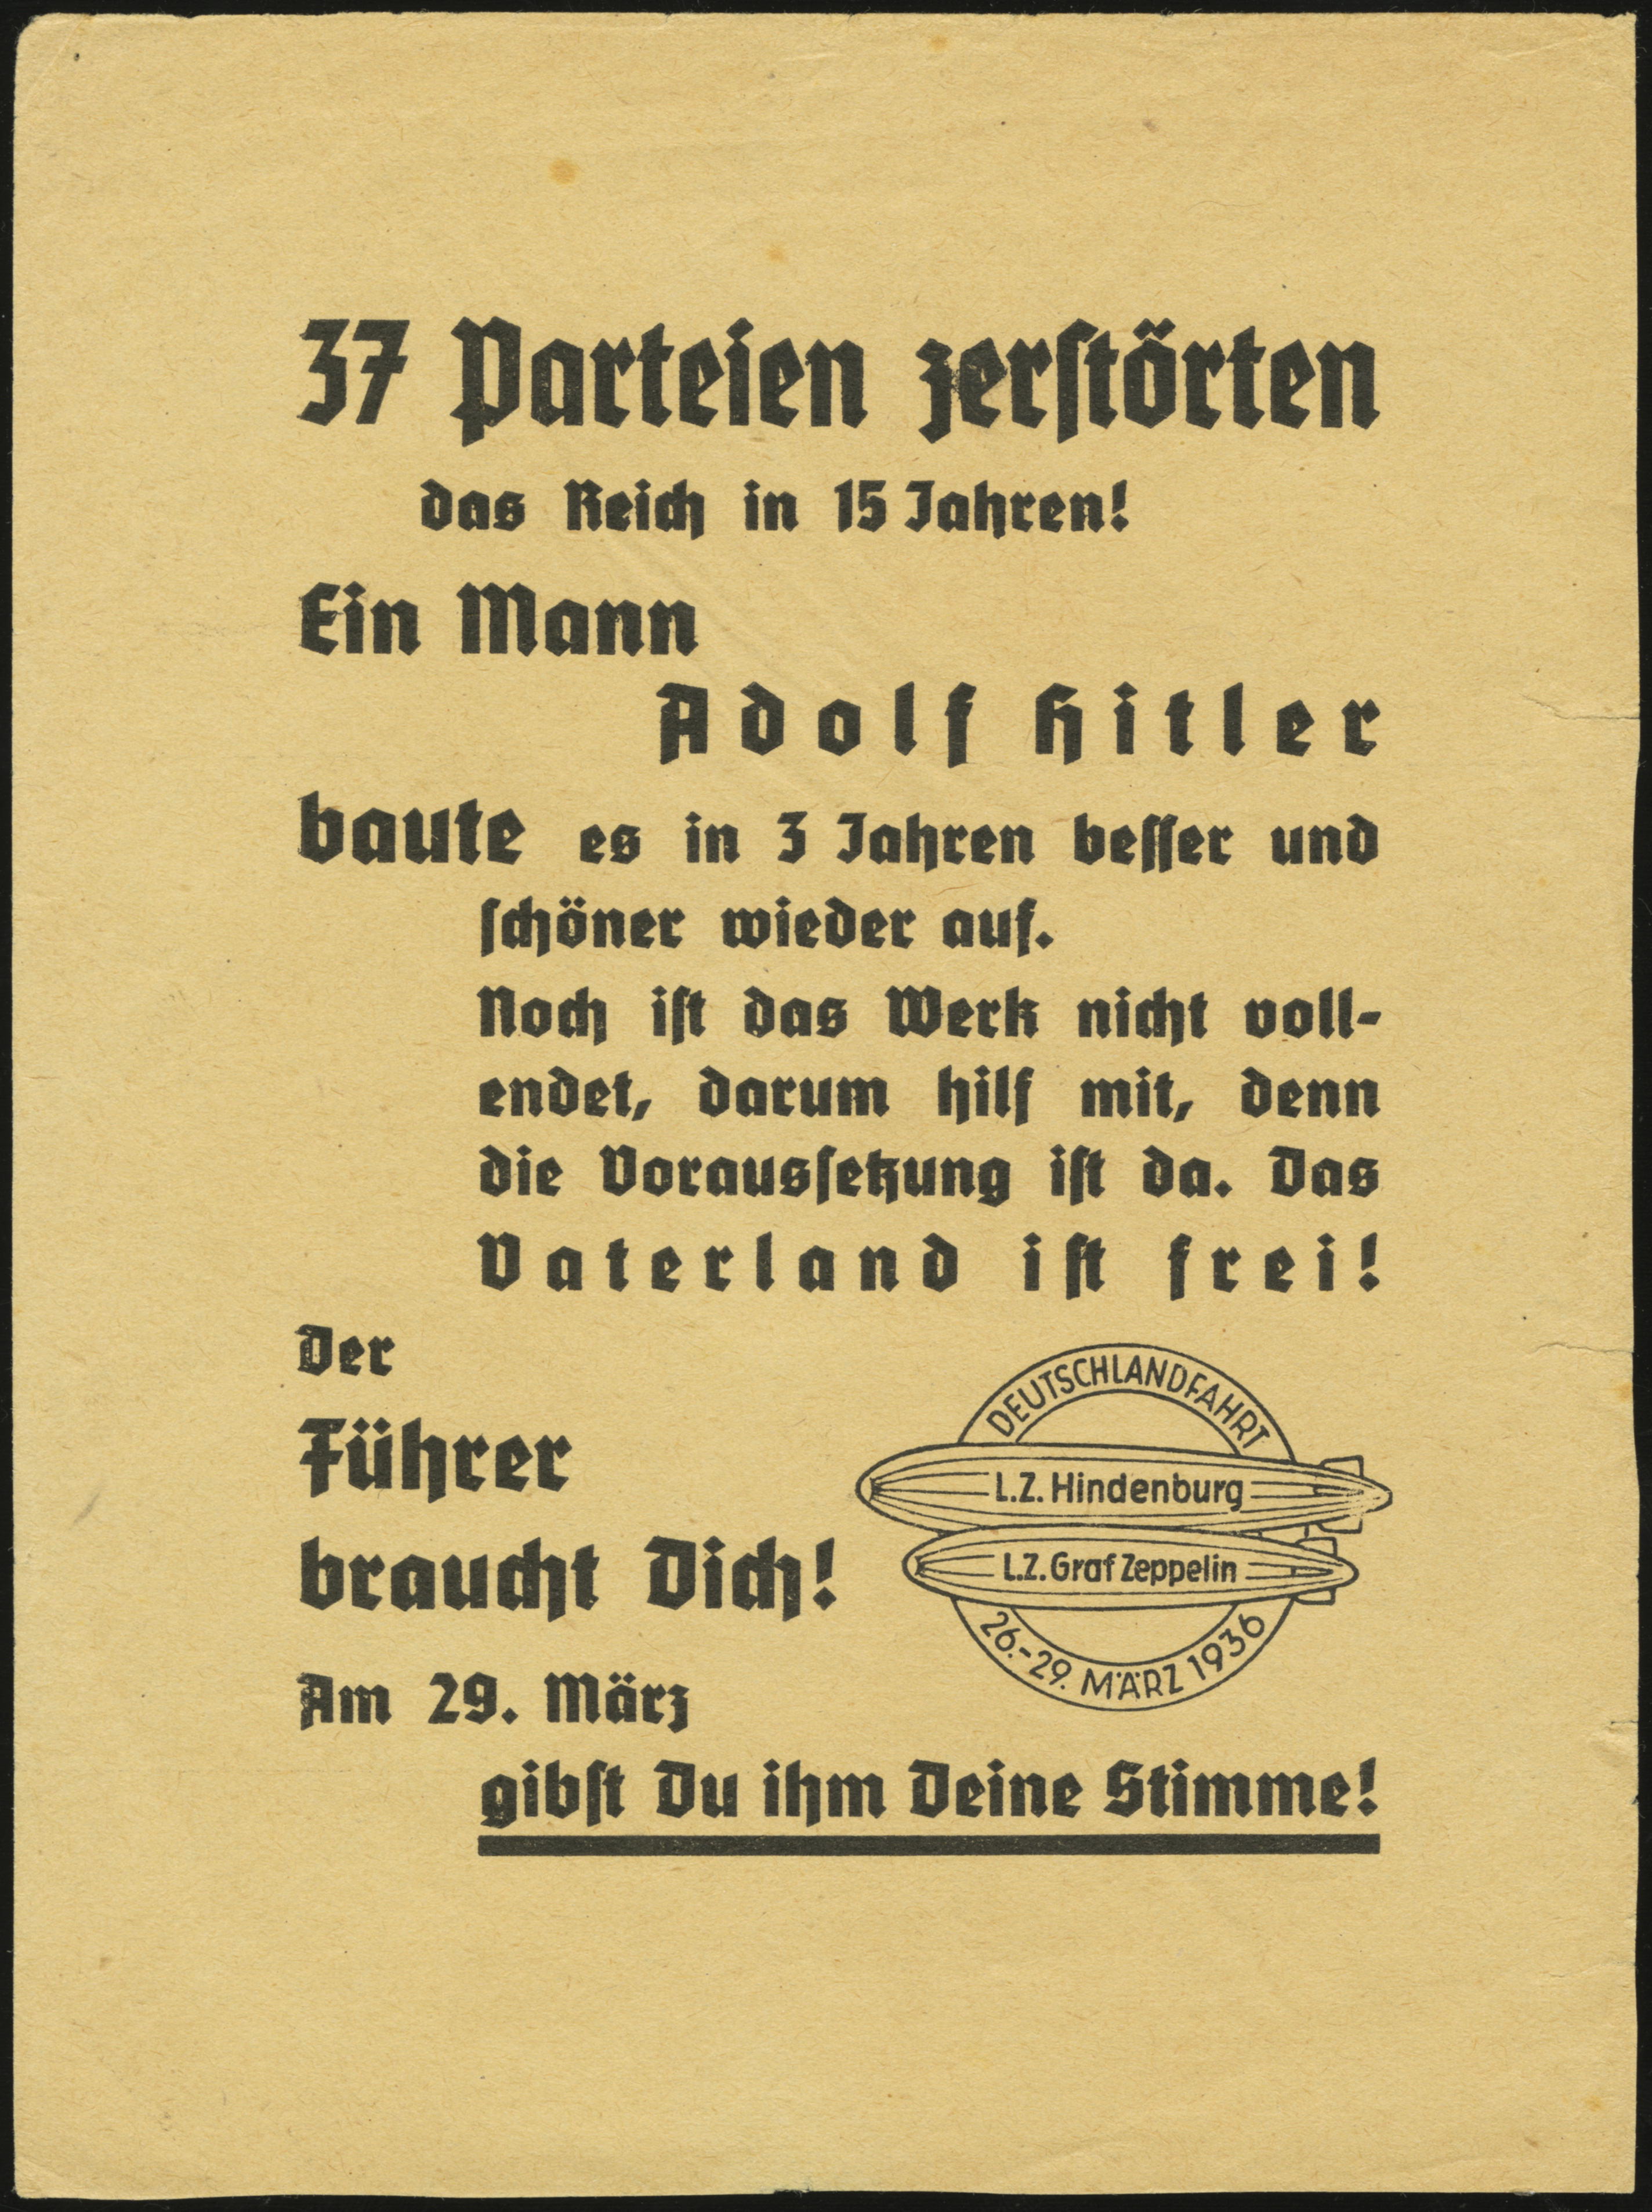 37 Parteien zerstörten
das Reich in 15 Jahren!
Ein Mann
Adolf Hitler
baute es in 3 Jahren besser und
schöner wieder auf.
Noch ist das Werk nicht voll-
endet, darum hilf mit, denn
die Voraussetzung ist da. Das
Vaterland ist frei!
Der
Führer
braucht Dich!
DEUTSCHLANDFAHRT
L.Z. Hindenburg
L.Z. Graf Zeppelin
26.-29. MÄRZ 1936
Am 29. März
gibst Du ihm Deine Stimme!